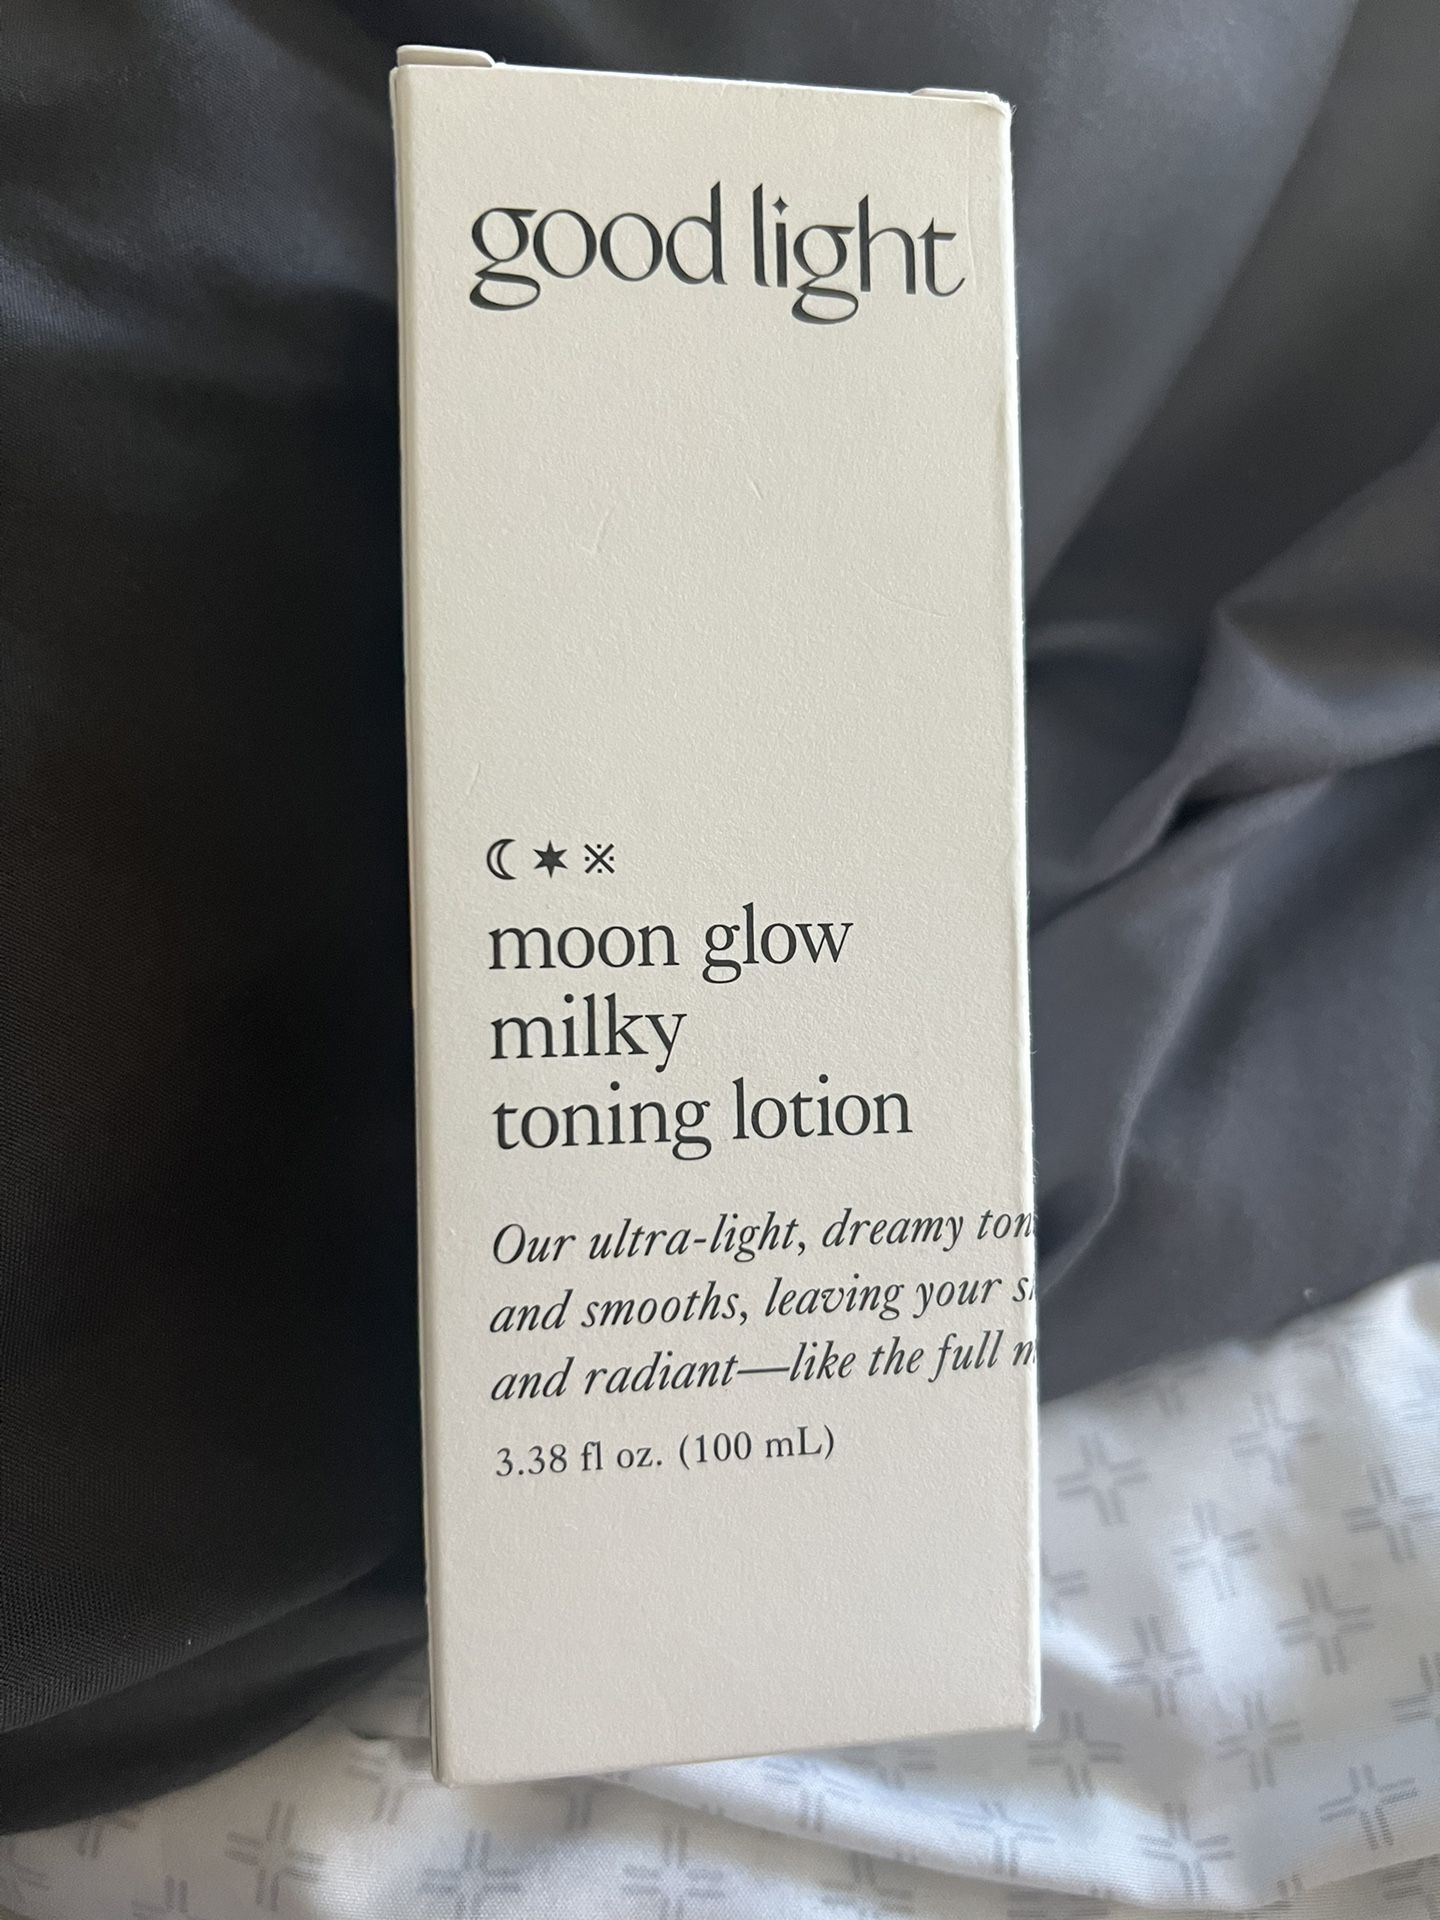 good light
☾ ✶ ※
moon glow
milky
toning lotion
Our ultra-light, dreamy
and smooths, leaving your
and radiant—like the full
3.38 fl oz. (100 mL)